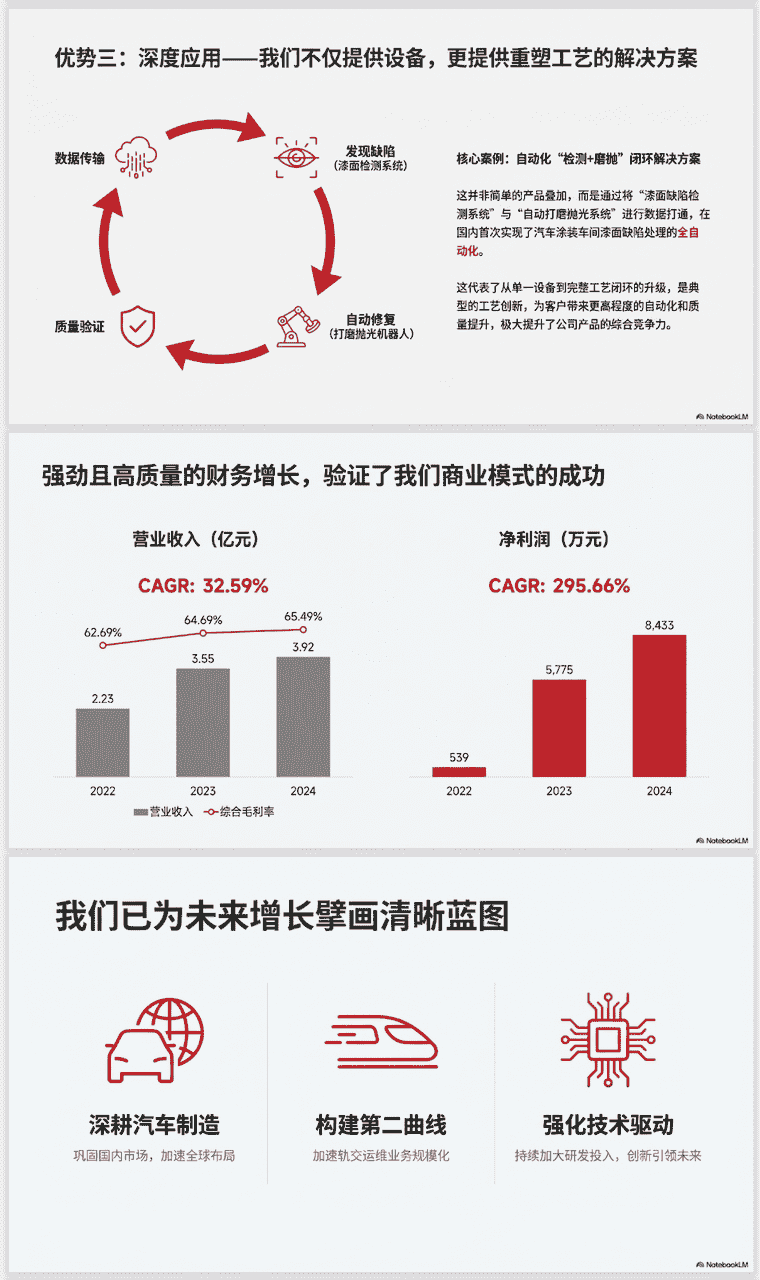 优势三：深度应用——我们不仅提供设备，更提供重塑工艺的解决方案
数据传输
发现缺陷
（漆面检测系统）
质量验证
自动修复
（打磨抛光机器人）
核心案例：自动化“检测+磨抛”闭环解决方案
这并非简单的产品叠加，而是通过将“漆面缺陷检
测系统”与“自动打磨抛光系统”进行数据打通，在
国内首次实现了汽车涂装车间漆面缺陷处理的全自
动化。
这代表了从单一设备到完整工艺闭环的升级，是典
型的工艺创新，为客户带来更高程度的自动化和质
量提升，极大提升了公司产品的综合竞争力。
NotebookLM
强劲且高质量的财务增长，验证了我们商业模式的成功
营业收入（亿元）
CAGR: 32.59%
62.69%
64.69%
65.49%
2.23
3.55
3.92
2022
2023
2024
营业收入
综合毛利率
净利润（万元）
CAGR: 295.66%
539
5,775
8,433
2022
2023
2024
NotebookLM
我们已为未来增长擘画清晰蓝图
深耕汽车制造
巩固国内市场，加速全球布局
构建第二曲线
加速轨交运维业务规模化
强化技术驱动
持续加大研发投入，创新引领未来
NotebookLM